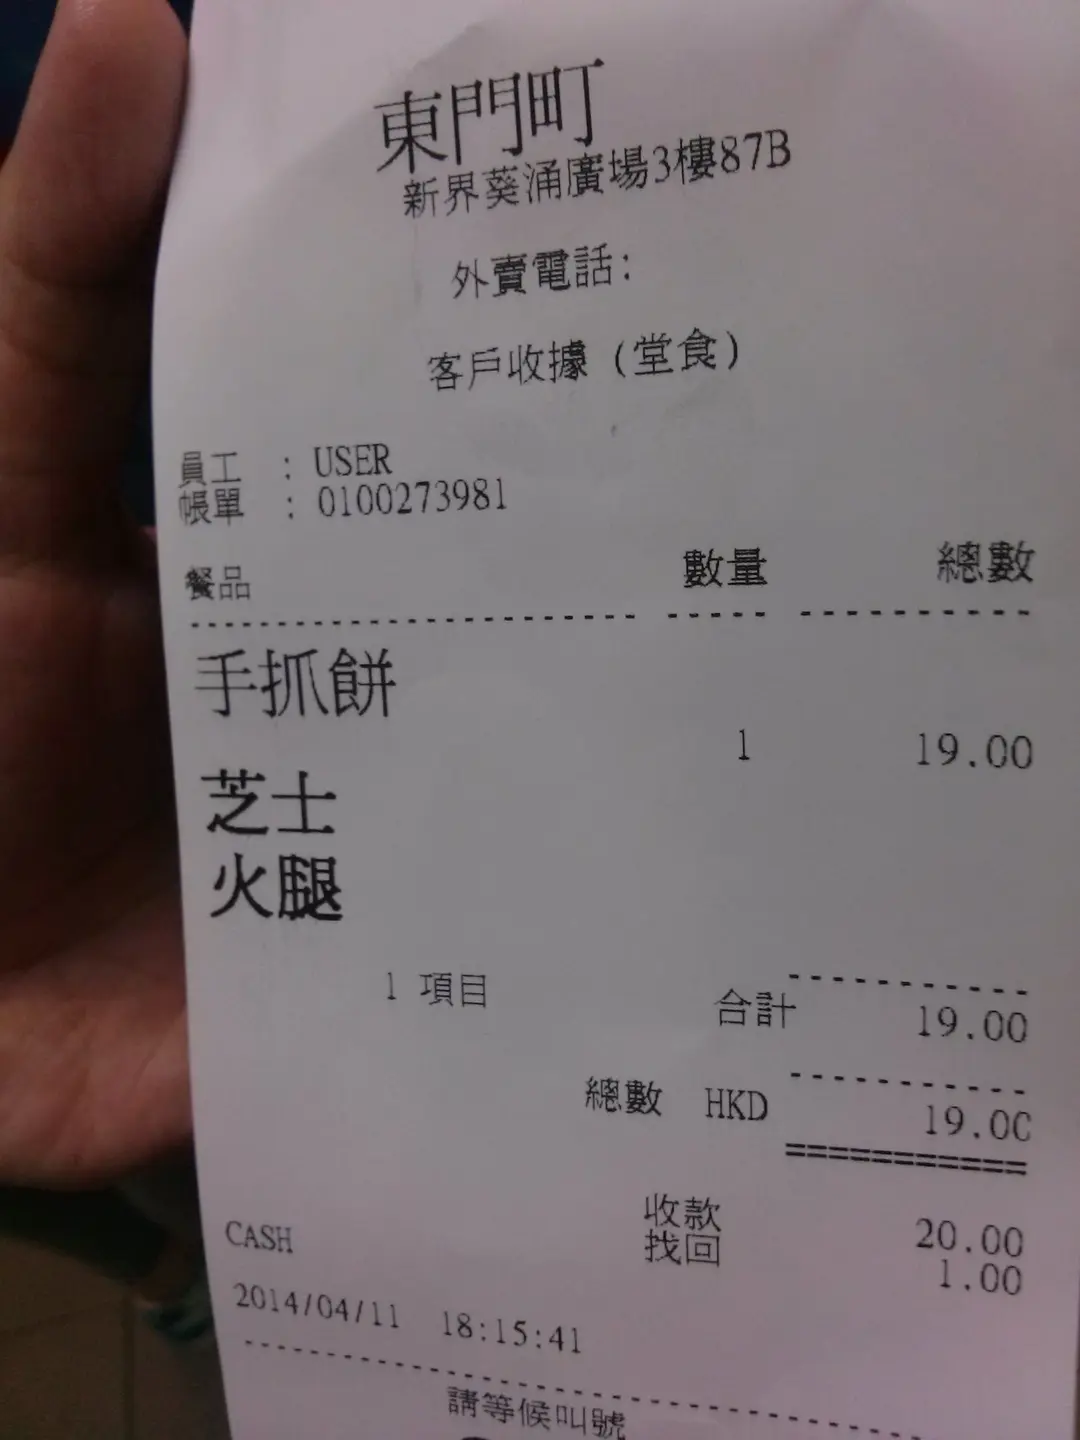 東門町
新界葵涌廣場3樓87B
外賣電話:
客戶收據 (堂食)
員工 : USER
帳單 : 0100273981
餐品 數量 總數
手抓餅
1 19.00
芝士
火腿
1 項目 合計 19.00
總數 HKD 19.00
CASH 收款 20.00
找回 1.00
2014/04/11 18:15:41
請等候叫號